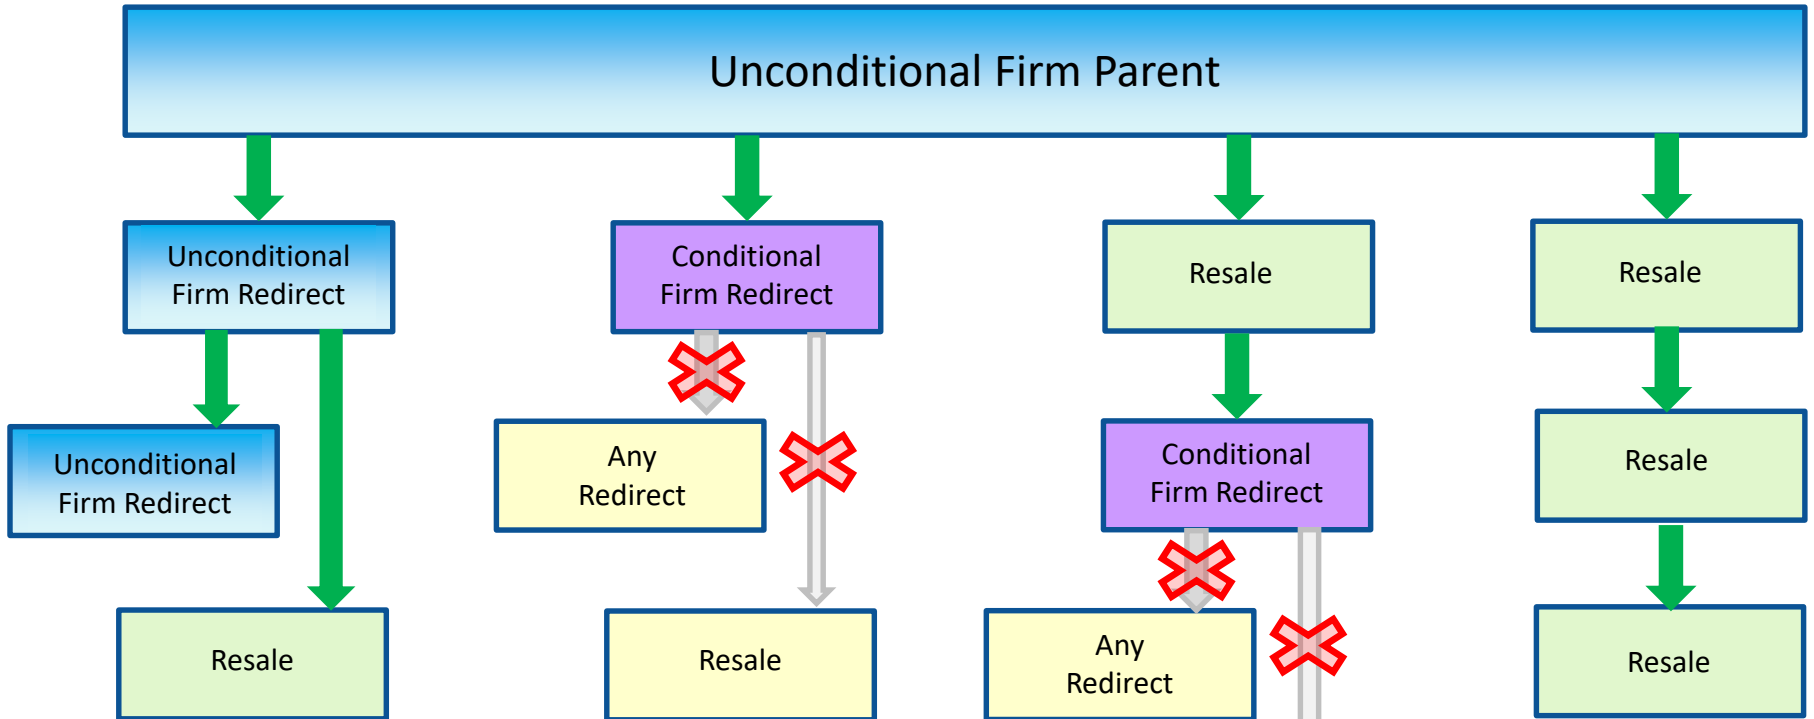 Unconditional Firm Parent
Unconditional
Firm Redirect
Conditional
Firm Redirect
Resale
Resale
Unconditional
Firm Redirect
Any
Redirect
Conditional
Firm Redirect
Resale
Resale
Resale
Any
Redirect
Resale